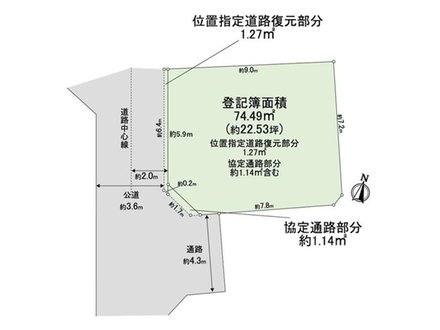 位置指定道路復元部分
1.27㎡
約9.0m
道路中心線
約6.4m
約5.9m
登記簿面積
74.49㎡
(約22.53坪)
位置指定道路復元部分
1.27㎡
協定通路部分
約1.14㎡含む
約7.2m
約2.0m
約0.2m
公道
約3.6m
約1.7m
約7.8m
N
協定通路部分
約1.14㎡
通路
約4.3m